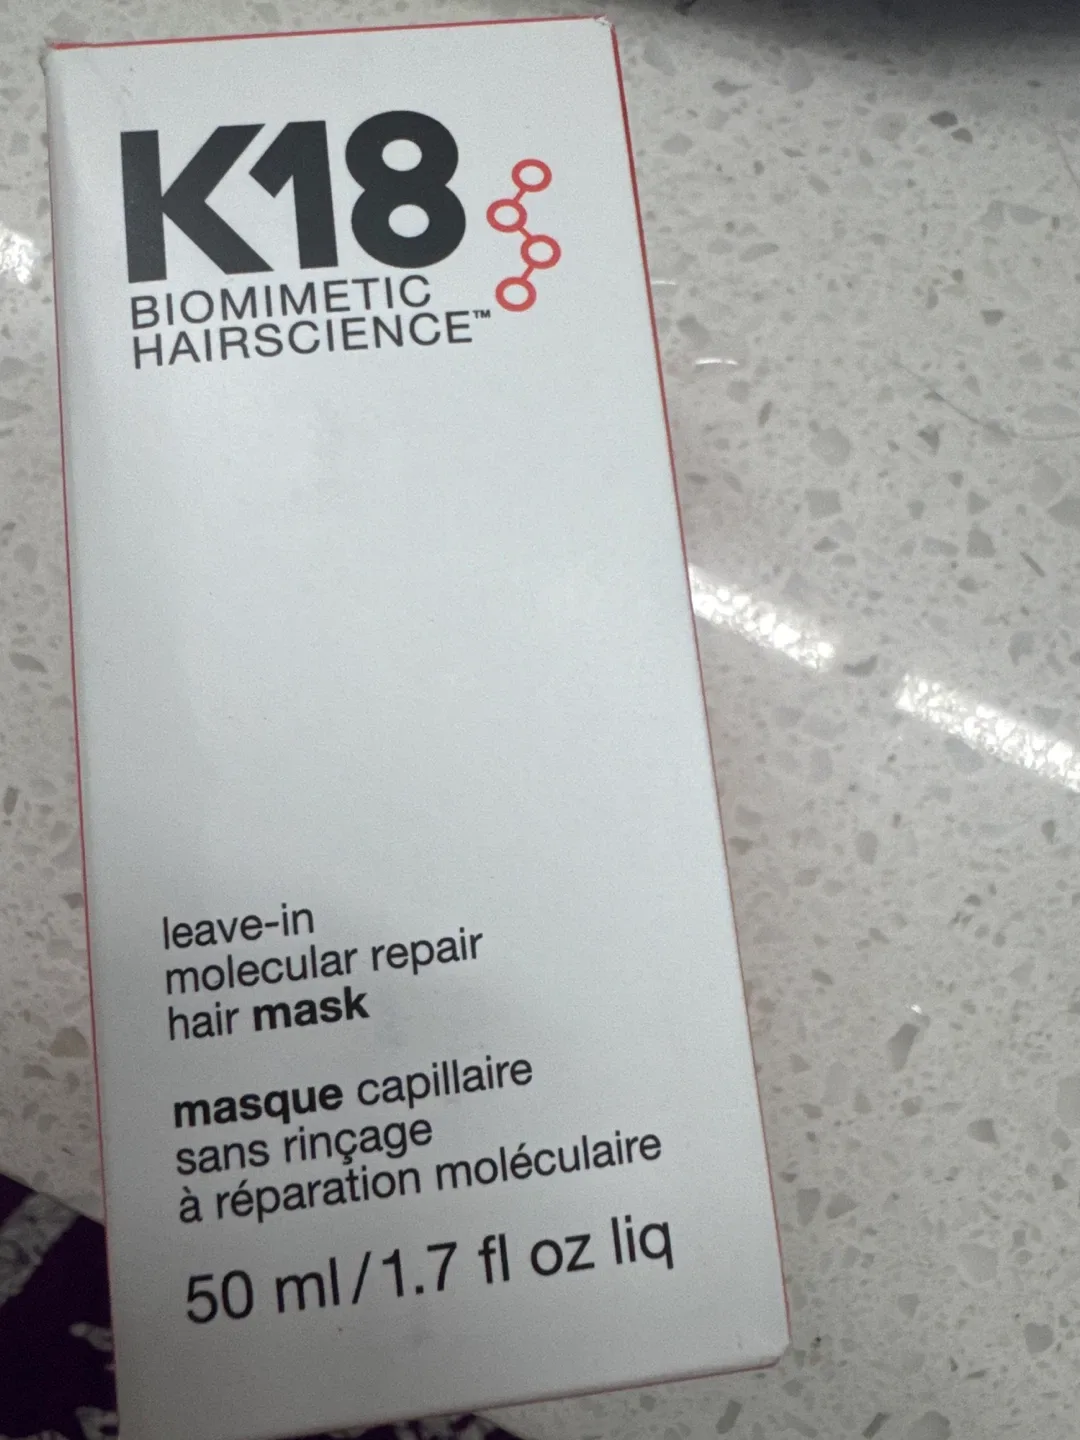 K18
BIOMIMETIC
HAIRSCIENCE™
leave-in
molecular repair
hair mask
masque capillaire
sans rinçage
à réparation moléculaire
50 ml/1.7 fl oz liq